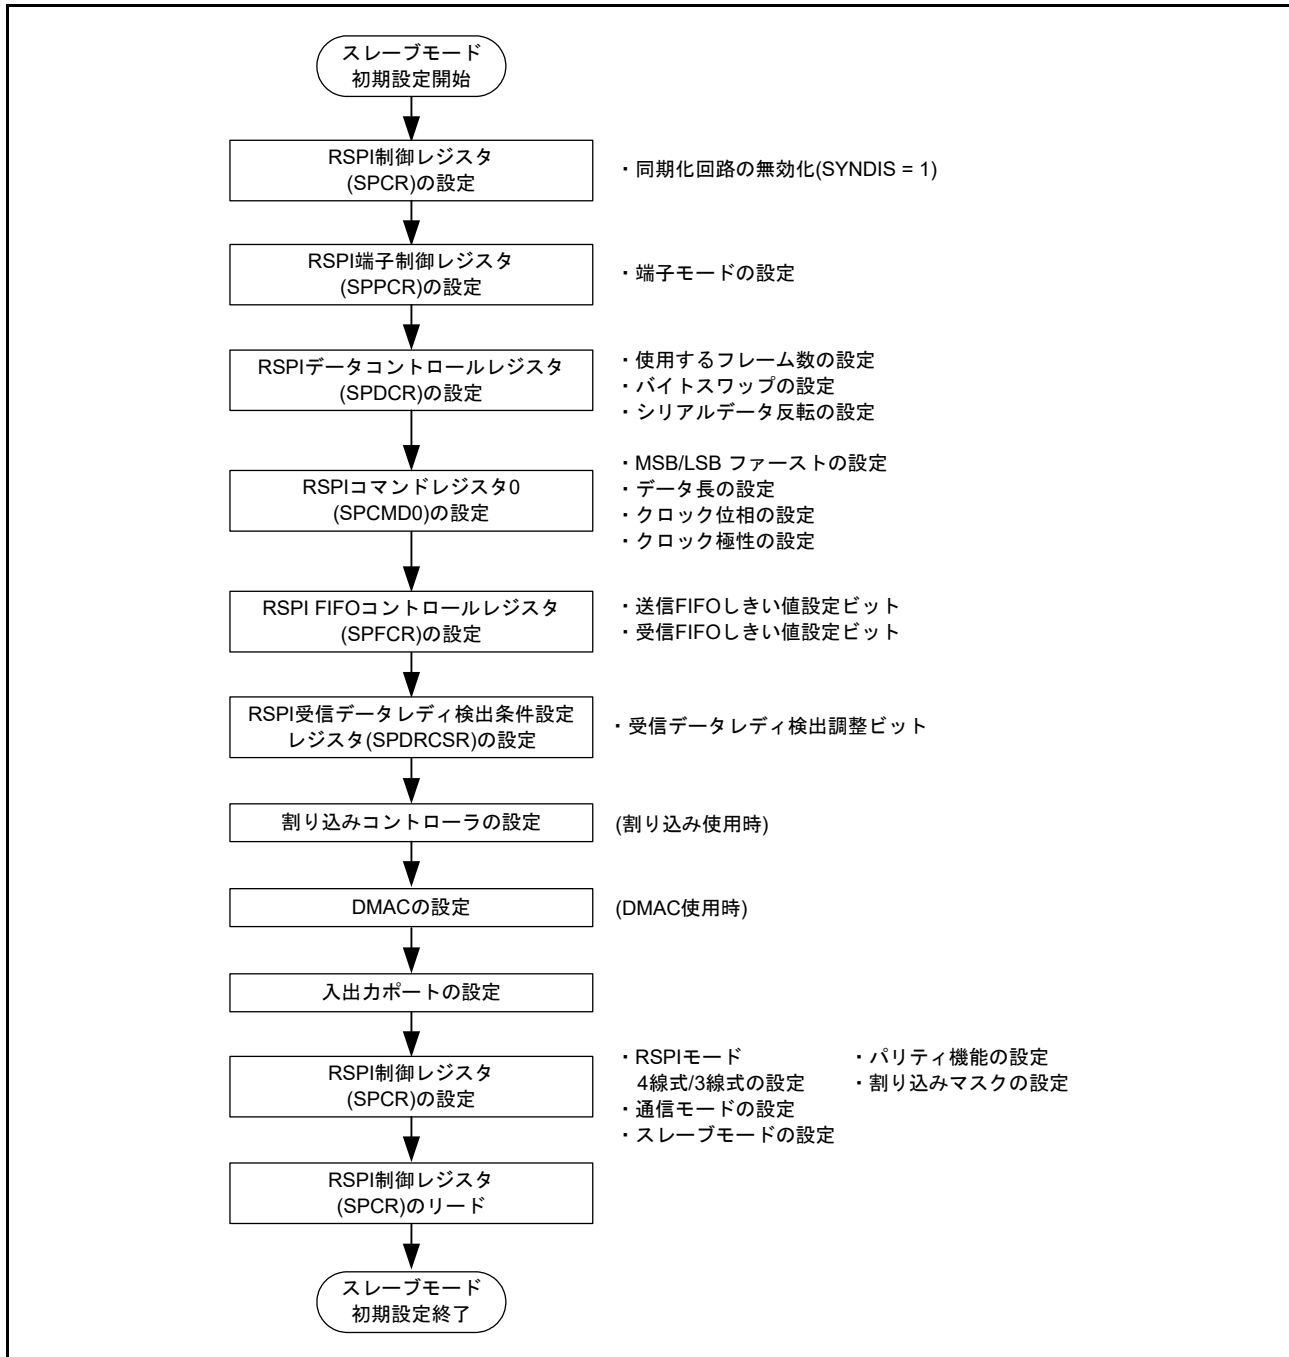 スレーブモード
初期設定開始
RSPI制御レジスタ
(SPCR)の設定
・同期化回路の無効化(SYNDIS = 1)
RSPI端子制御レジスタ
(SPPCR)の設定
・端子モードの設定
RSPIデータコントロールレジスタ
(SPDCR)の設定
・使用するフレーム数の設定
・バイトスワップの設定
・シリアルデータ反転の設定
RSPIコマンドレジスタ0
(SPCMD0)の設定
・MSB/LSB ファーストの設定
・データ長の設定
・クロック位相の設定
・クロック極性の設定
RSPI FIFOコントロールレジスタ
(SPFCR)の設定
・送信FIFOしきい値設定ビット
・受信FIFOしきい値設定ビット
RSPI受信データレディ検出条件設定
レジスタ(SPDRCSR)の設定
・受信データレディ検出調整ビット
割り込みコントローラの設定
(割り込み使用時)
DMACの設定
(DMAC使用時)
入出力ポートの設定
RSPI制御レジスタ
(SPCR)の設定
・RSPIモード
4線式/3線式の設定
・通信モードの設定
・スレーブモードの設定
・パリティ機能の設定
・割り込みマスクの設定
RSPI制御レジスタ
(SPCR)のリード
スレーブモード
初期設定終了